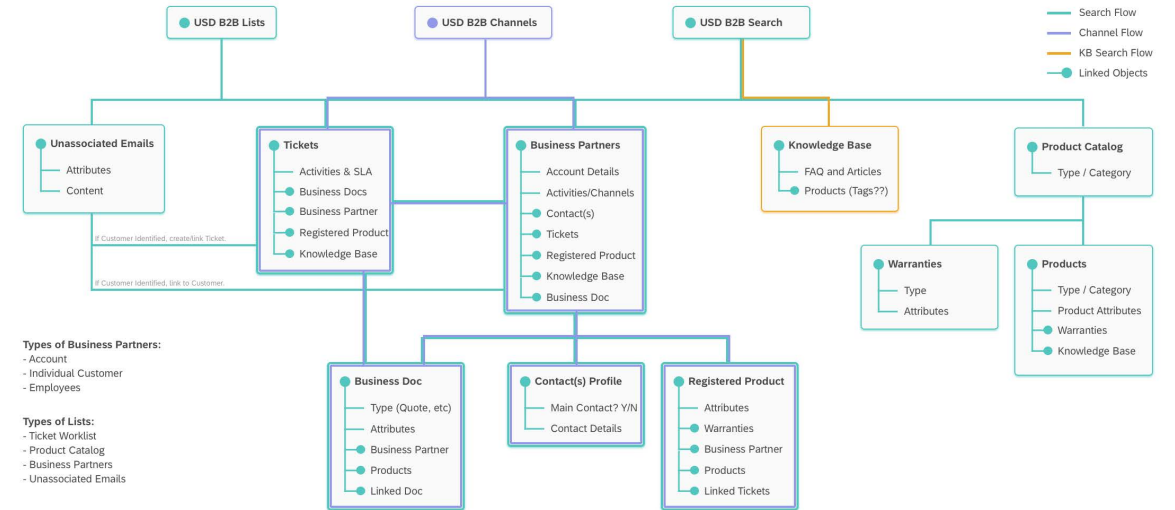 USD B2B Lists
USD B2B Channels
USD B2B Search
Search Flow
Channel Flow
KB Search Flow
Linked Objects
Unassociated Emails
Attributes
Content
Tickets
Activities & SLA
Business Docs
Business Partner
Registered Product
Knowledge Base
Business Partners
Account Details
Activities/Channels
Contact(s)
Tickets
Registered Product
Knowledge Base
Business Doc
Knowledge Base
FAQ and Articles
Products (Tags??)
Product Catalog
Type / Category
If Customer Identified, create/link Ticket.
If Customer Identified, link to Customer.
Warranties
Type
Attributes
Products
Type / Category
Product Attributes
Warranties
Knowledge Base
Types of Business Partners:
- Account
- Individual Customer
- Employees
Types of Lists:
- Ticket Worklist
- Product Catalog
- Business Partners
- Unassociated Emails
Business Doc
Type (Quote, etc)
Attributes
Business Partner
Products
Linked Doc
Contact(s) Profile
Main Contact? Y/N
Contact Details
Registered Product
Attributes
Warranties
Business Partner
Products
Linked Tickets